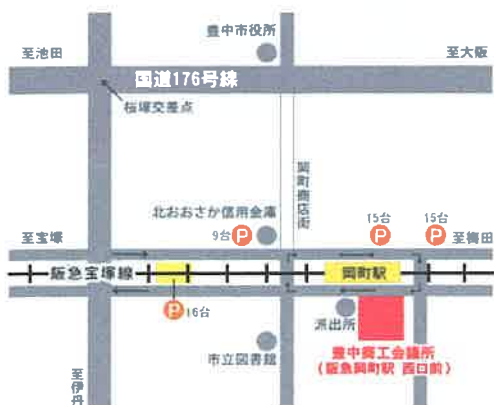 豊中市役所
至池田
至大阪
国道176号線
桜塚交差点
岡町商店街
北おおさか信用金庫
9台
P
15台
P
15台
P
至宝塚
至梅田
阪急宝塚線
岡町駅
P
16台
派出所
市立図書館
豊中商工会議所
(阪急岡町駅 西口前)
至伊丹